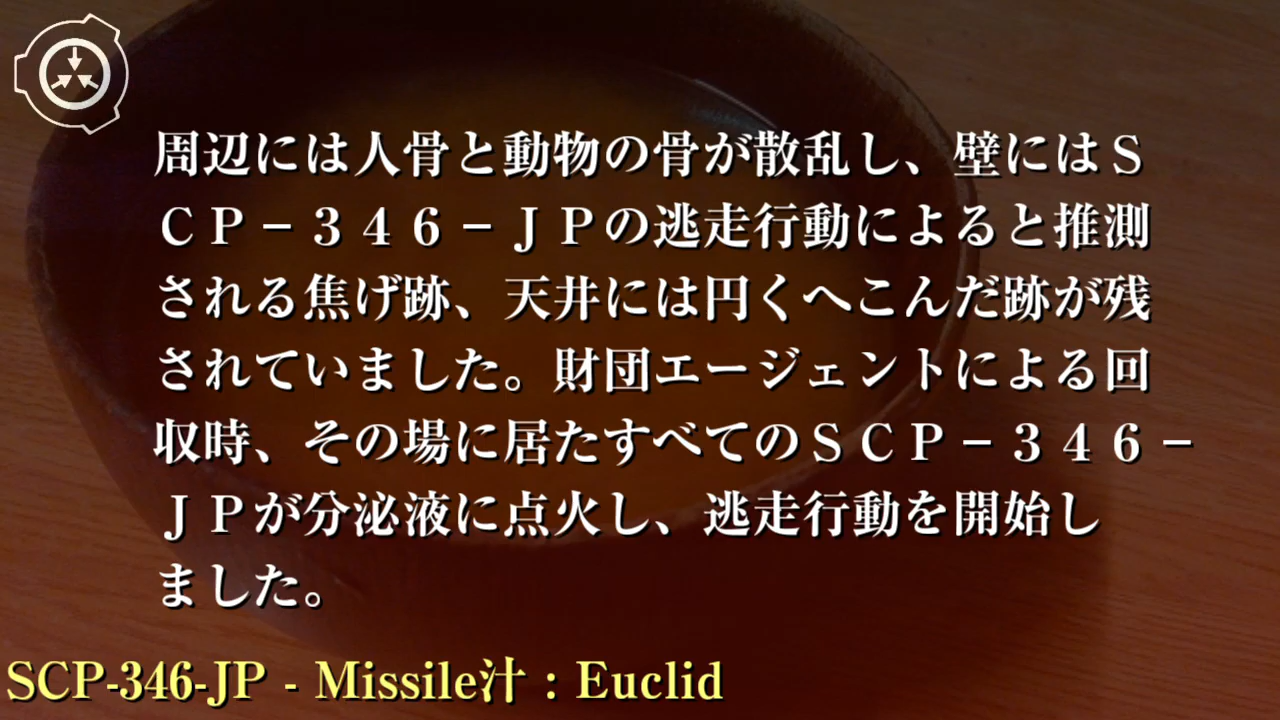 周辺には人骨と動物の骨が散乱し、壁にはＳ
ＣＰ－３４６－ＪＰの逃走行動によると推測
される焦げ跡、天井には円くへこんだ跡が残
されていました。財団エージェントによる回
収時、その場に居たすべてのＳＣＰ－３４６－
ＪＰが分泌液に点火し、逃走行動を開始し
ました。
SCP-346-JP - Missile汁：Euclid